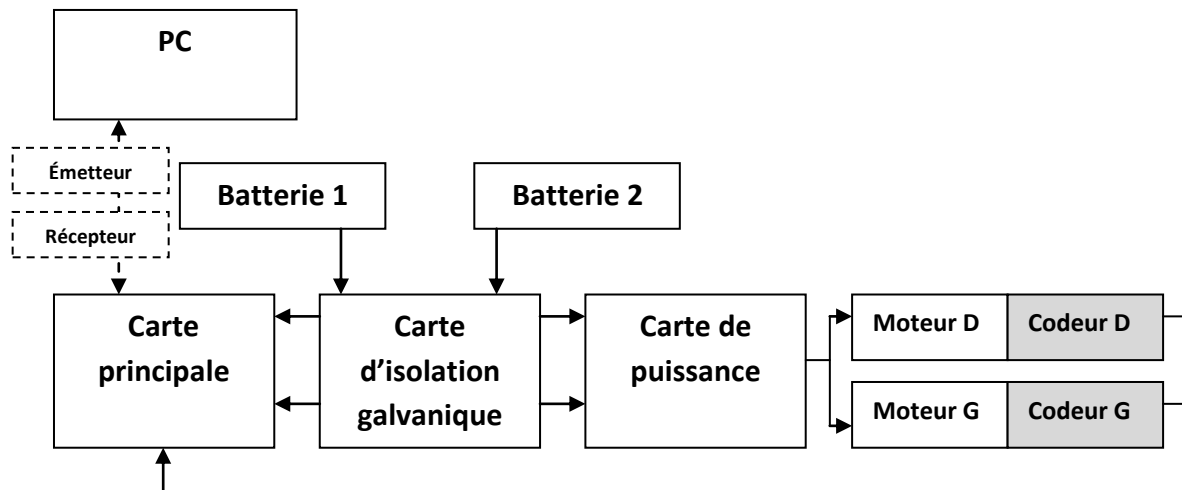 PC
Émetteur
Récepteur
Batterie 1
Batterie 2
Carte
principale
Carte
d’isolation
galvanique
Carte de
puissance
Moteur D
Codeur D
Moteur G
Codeur G